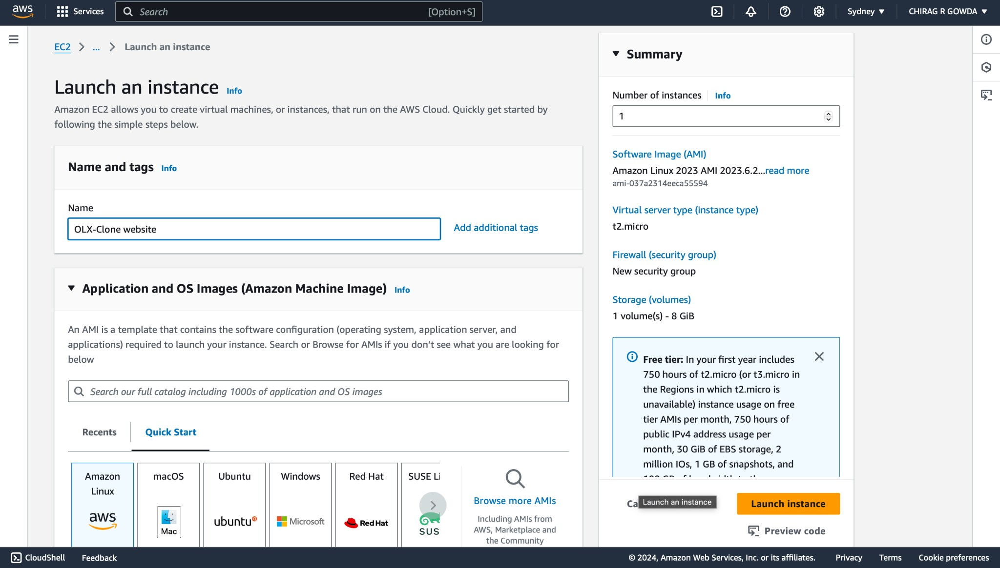 aws
Services
Search
[Option+S]
Sydney
CHIRAG R GOWDA
EC2
...
Launch an instance
Launch an instance
Info
Amazon EC2 allows you to create virtual machines, or instances, that run on the AWS Cloud. Quickly get started by
following the simple steps below.
Name and tags
Info
Name
OLX-Clone website
Add additional tags
Application and OS Images (Amazon Machine Image)
Info
An AMI is a template that contains the software configuration (operating system, application server, and
applications) required to launch your instance. Search or Browse for AMIs if you don't see what you are looking for
below
Search our full catalog including 1000s of application and OS images
Recents
Quick Start
Amazon
Linux
aws
macOS
Mac
Ubuntu
ubuntu
Windows
Microsoft
Red Hat
Red Hat
SUSE Li
SUS
Browse more AMIs
Including AMIs from
AWS, Marketplace and
the Community
Summary
Number of instances
Info
1
Software Image (AMI)
Amazon Linux 2023 AMI 2023.6.2...read more
ami-037a2314eeca55594
Virtual server type (instance type)
t2.micro
Firewall (security group)
New security group
Storage (volumes)
1 volume(s) - 8 GiB
Free tier: In your first year includes
750 hours of t2.micro (or t3.micro in
the Regions in which t2.micro is
unavailable) instance usage on free
tier AMIs per month, 750 hours of
public IPv4 address usage per
month, 30 GiB of EBS storage, 2
million IOs, 1 GB of snapshots, and
Ca
Launch an instance
Launch instance
Preview code
CloudShell
Feedback
© 2024, Amazon Web Services, Inc. or its affiliates.
Privacy
Terms
Cookie preferences